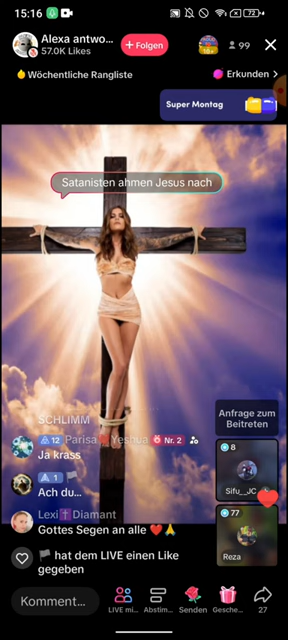 15:16
72
Alexa antwo...
57.0K Likes
+ Folgen
99
Wöchentliche Rangliste
Erkunden >
Super Montag
Satanisten ahmen Jesus nach
SCHLIMM
12 Parisa Yeshua Nr. 2
Ja krass
1
Ach du...
Lexi Diamant
Gottes Segen an alle
hat dem LIVE einen Like
gegeben
Anfrage zum
Beitreten
8
Sifu__JC
77
Reza
Komment...
LIVE mi...
Abstim...
Senden
Gesche...
27